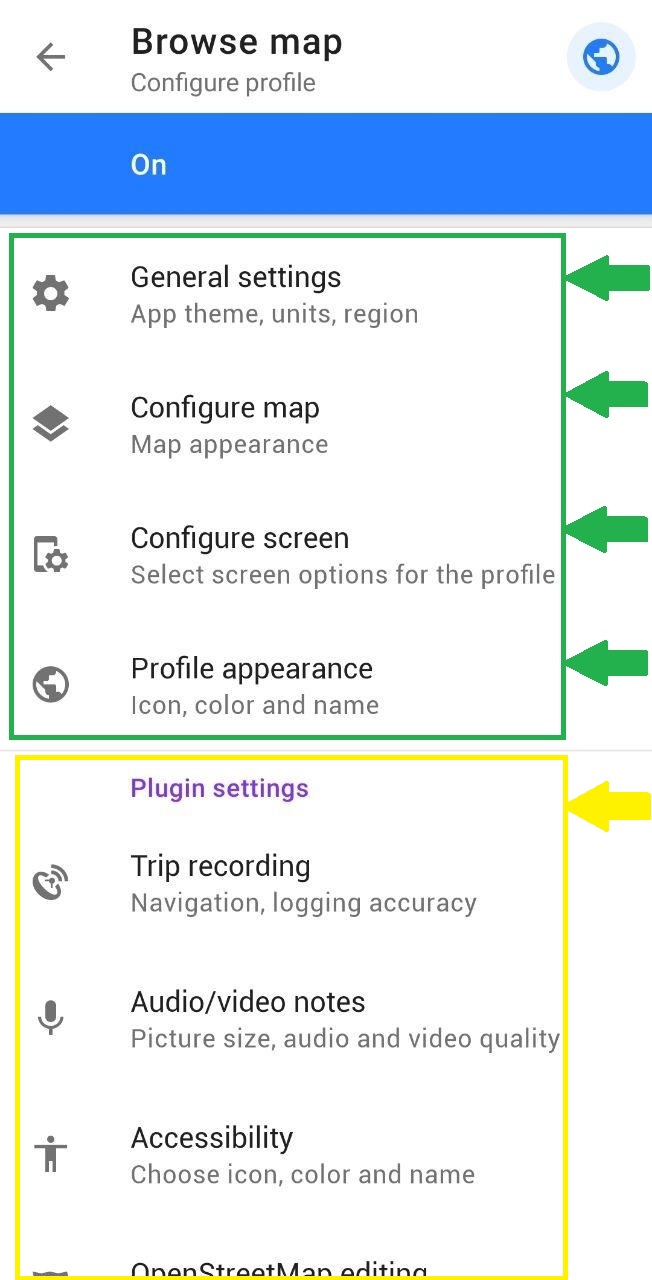 Browse map
Configure profile
On
General settings
App theme, units, region
Configure map
Map appearance
Configure screen
Select screen options for the profile
Profile appearance
Icon, color and name
Plugin settings
Trip recording
Navigation, logging accuracy
Audio/video notes
Picture size, audio and video quality
Accessibility
Choose icon, color and name
OpenStreetMap editing